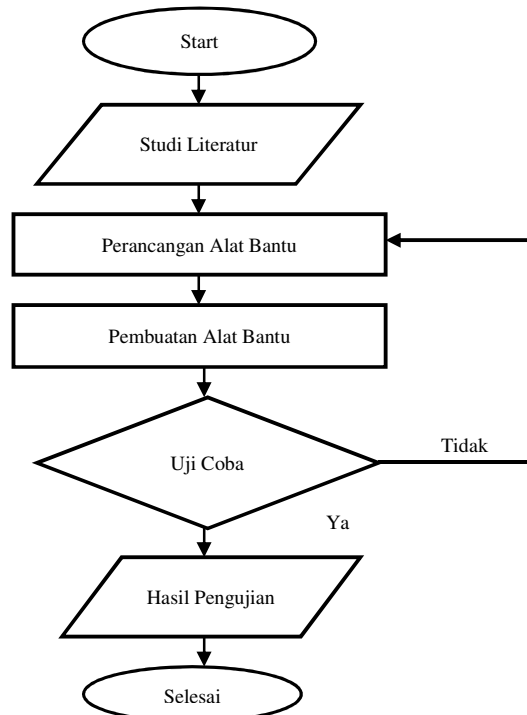 Start
Studi Literatur
Perancangan Alat Bantu
Pembuatan Alat Bantu
Uji Coba
Tidak
Ya
Hasil Pengujian
Selesai